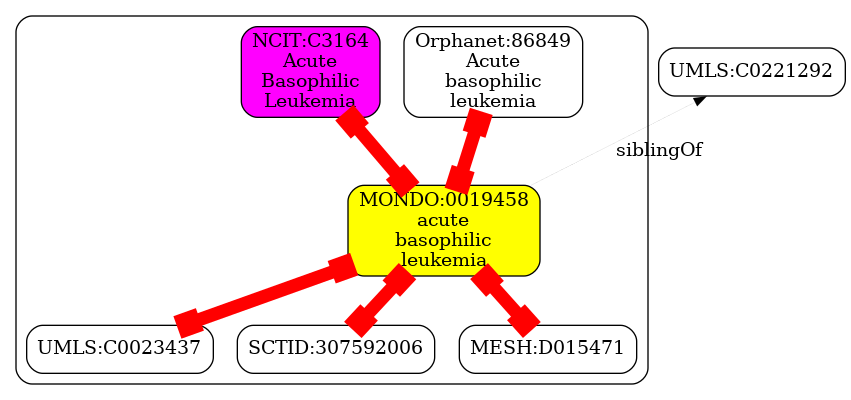 NCIT:C3164
Acute
Basophilic
Leukemia
Orphanet:86849
Acute
basophilic
leukemia
UMLS:C0221292
siblingOf
MONDO:0019458
acute
basophilic
leukemia
UMLS:C0023437
SCTID:307592006
MESH:D015471